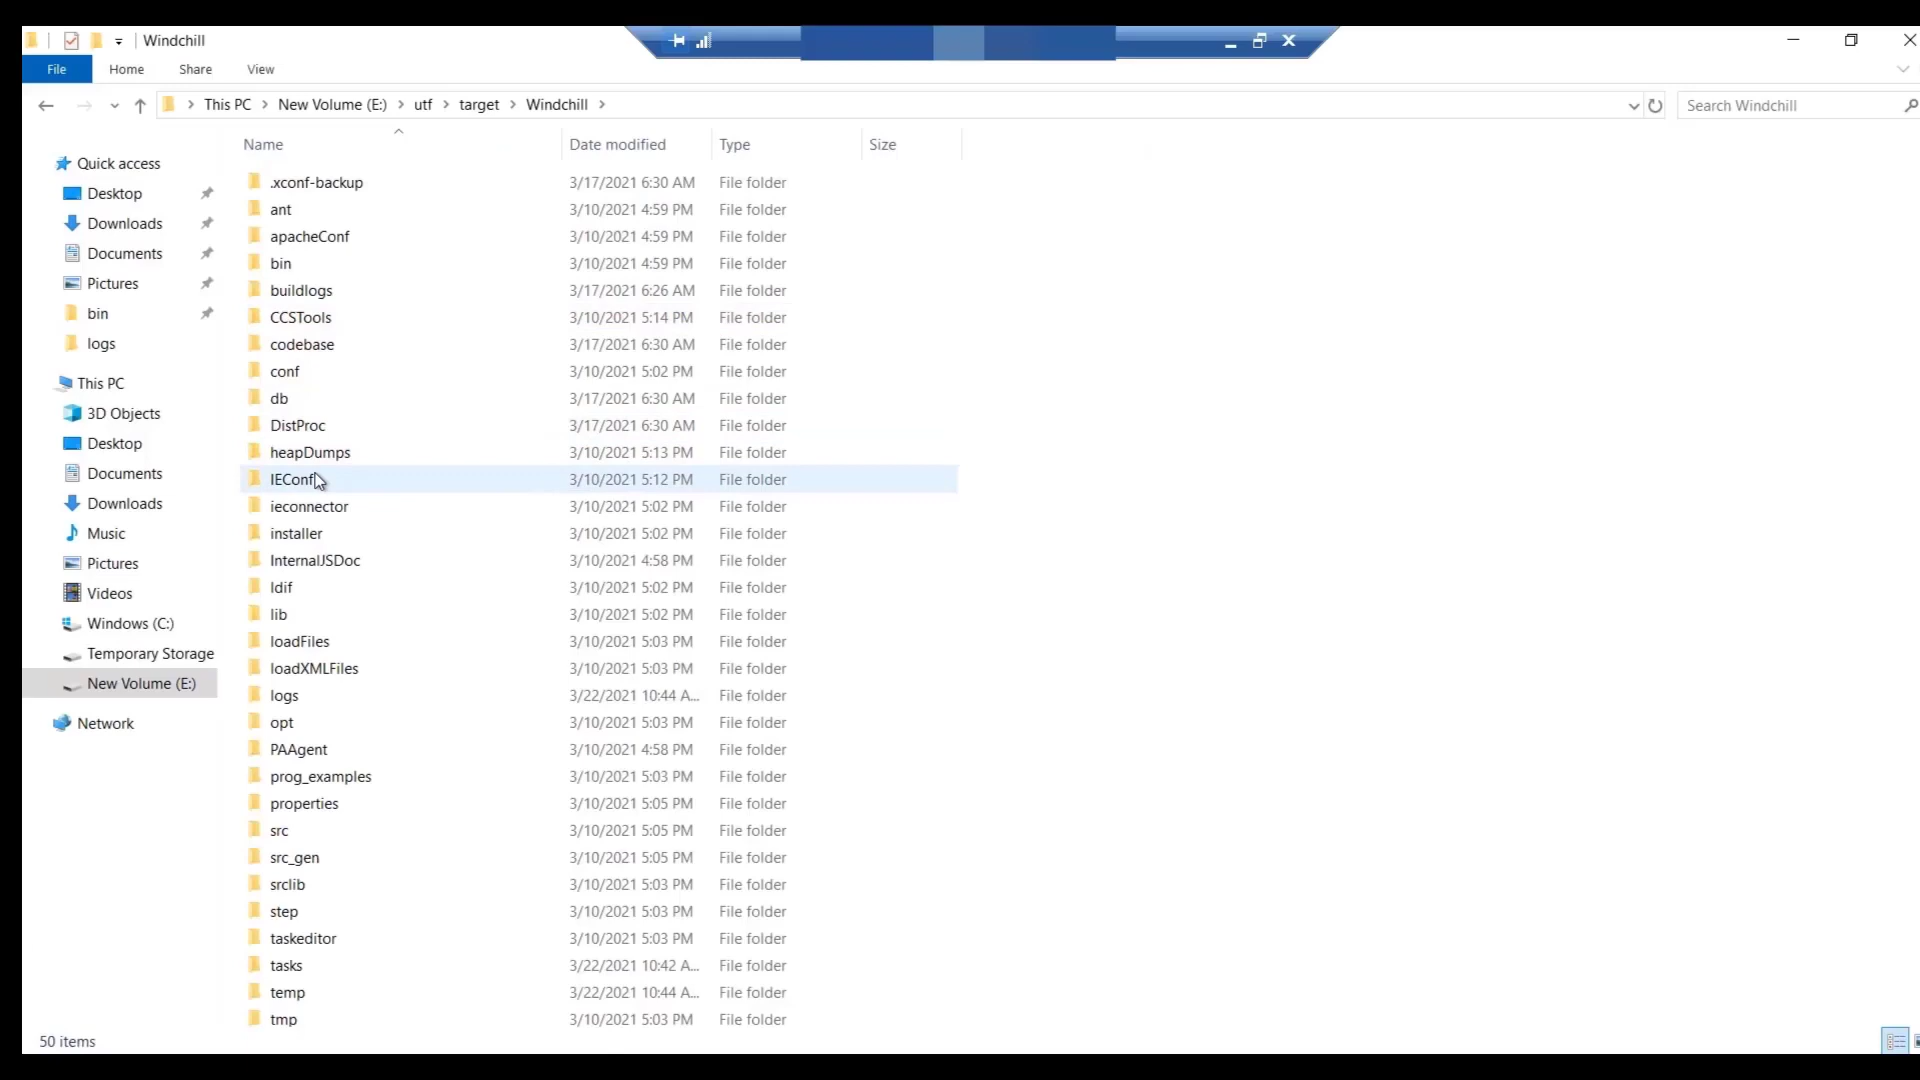 Windchill
File Home Share View
This PC New Volume (E:) utf target Windchill
Search Windchill
Name Date modified Type Size
Quick access
Desktop
Downloads
Documents
Pictures
bin
logs
This PC
3D Objects
Desktop
Documents
Downloads
Music
Pictures
Videos
Windows (C:)
Temporary Storage
New Volume (E:)
Network
.xconf-backup 3/17/2021 6:30 AM File folder
ant 3/10/2021 4:59 PM File folder
apacheConf 3/10/2021 4:59 PM File folder
bin 3/10/2021 4:59 PM File folder
buildlogs 3/17/2021 6:26 AM File folder
CCSTools 3/10/2021 5:14 PM File folder
codebase 3/17/2021 6:30 AM File folder
conf 3/10/2021 5:02 PM File folder
db 3/17/2021 6:30 AM File folder
DistProc 3/17/2021 6:30 AM File folder
heapDumps 3/10/2021 5:13 PM File folder
IEConf 3/10/2021 5:12 PM File folder
ieconnector 3/10/2021 5:02 PM File folder
installer 3/10/2021 5:02 PM File folder
InternalJSDoc 3/10/2021 4:58 PM File folder
ldif 3/10/2021 5:02 PM File folder
lib 3/10/2021 5:02 PM File folder
loadFiles 3/10/2021 5:03 PM File folder
loadXMLFiles 3/10/2021 5:03 PM File folder
logs 3/22/2021 10:44 A... File folder
opt 3/10/2021 5:03 PM File folder
PAAgent 3/10/2021 4:58 PM File folder
prog_examples 3/10/2021 5:03 PM File folder
properties 3/10/2021 5:05 PM File folder
src 3/10/2021 5:05 PM File folder
src_gen 3/10/2021 5:05 PM File folder
srclib 3/10/2021 5:03 PM File folder
step 3/10/2021 5:03 PM File folder
taskeditor 3/10/2021 5:03 PM File folder
tasks 3/22/2021 10:42 A... File folder
temp 3/22/2021 10:44 A... File folder
tmp 3/10/2021 5:03 PM File folder
50 items